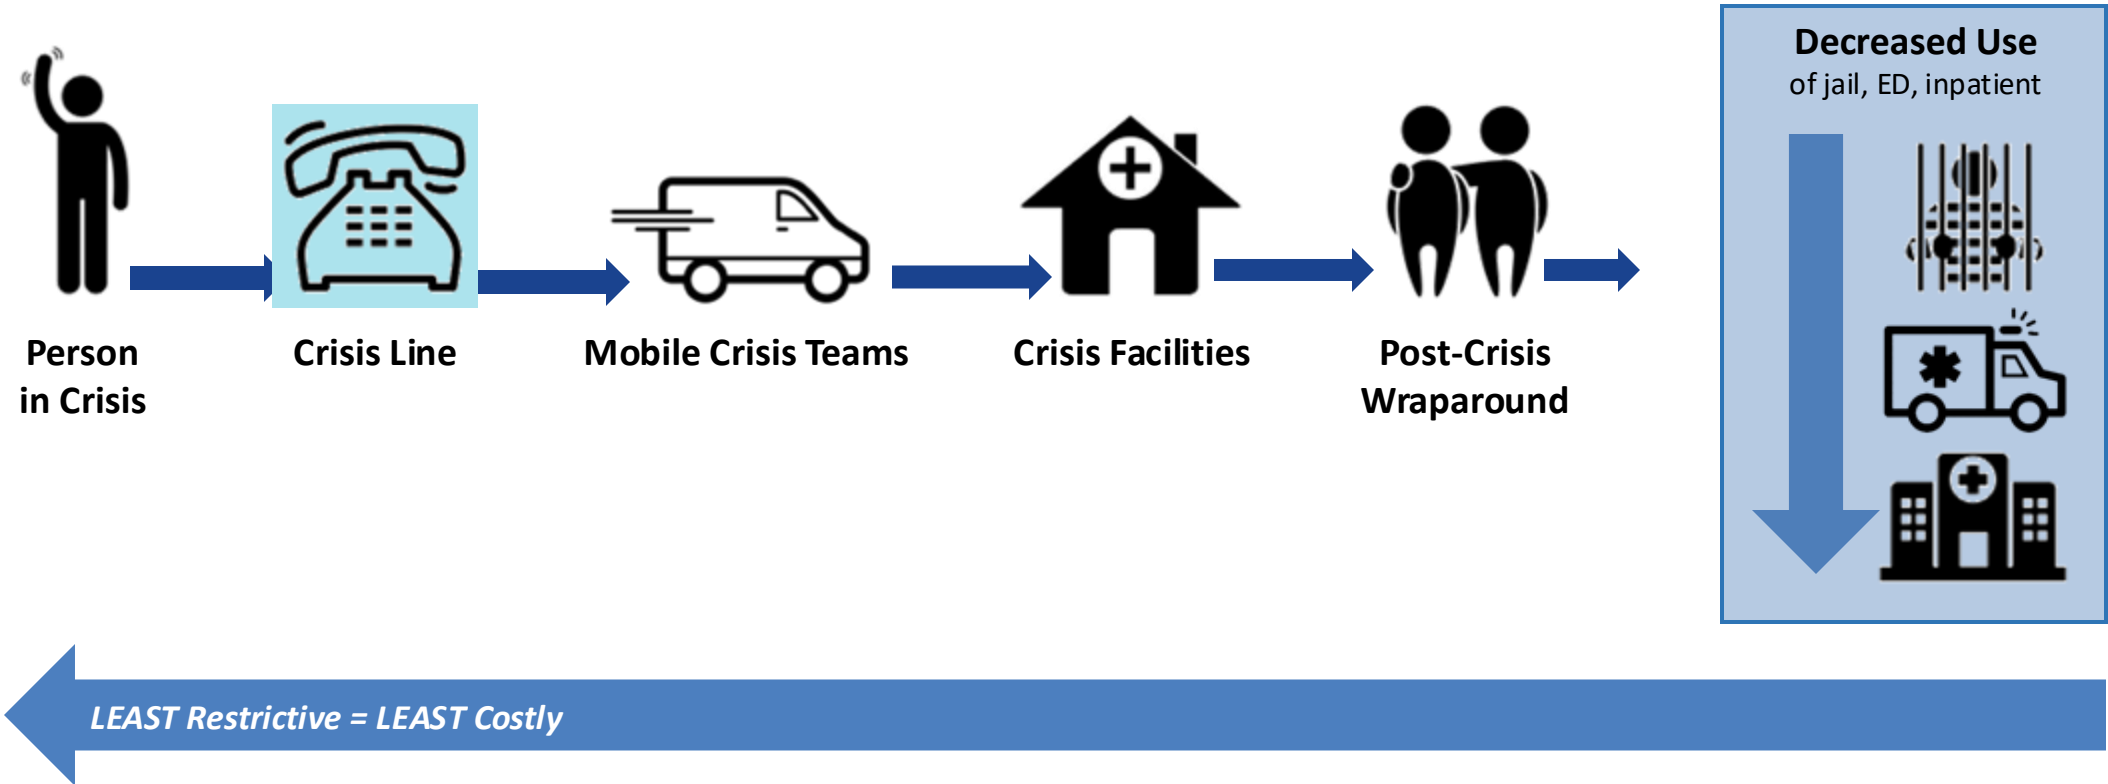 Decreased Use
of jail, ED, inpatient
Person
in Crisis
Crisis Line
Mobile Crisis Teams
Crisis Facilities
Post-Crisis
Wraparound
LEAST Restrictive = LEAST Costly